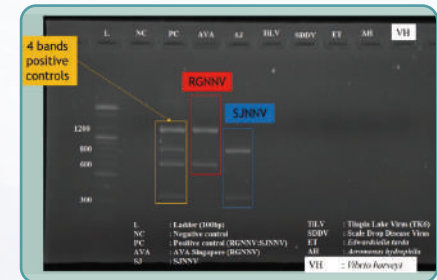 L NC PC AVA SJ TILV SDDV ET AH VH
4 bands
positive
controls
RGNNV
SJNNV
1200
800
600
300
L : Ladder (100bp)
NC : Negative control
PC : Positive control (RGNNV:SJNNV)
AVA : AVA Singapore (RGNNV)
SJ : SJNNV
TILV : Tilapia Lake Virus (TK6)
SDDV : Scale Drop Disease Virus
ET : Edwardsiella tarda
AH : Aeromonas hydrophila
VH : Vibrio harveyi